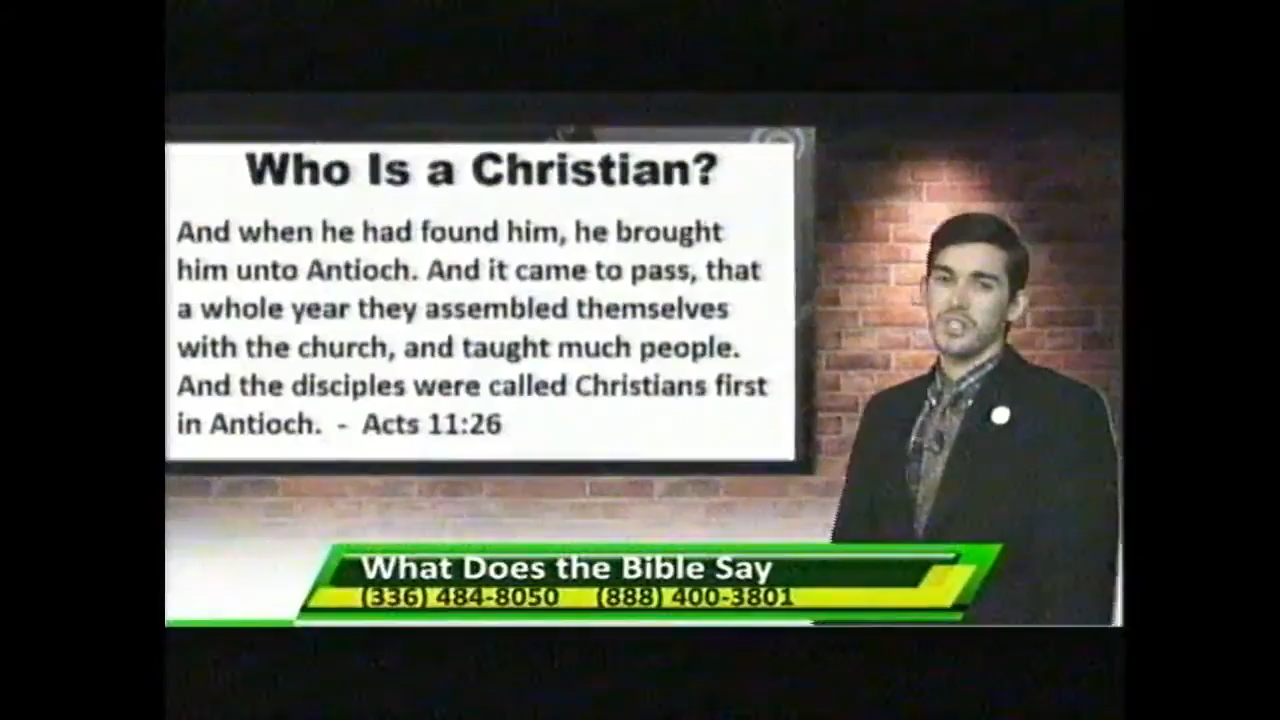 Who Is a Christian?
And when he had found him, he brought
him unto Antioch. And it came to pass, that
a whole year they assembled themselves
with the church, and taught much people.
And the disciples were called Christians first
in Antioch. - Acts 11:26
What Does the Bible Say
(336) 484-8050 (888) 400-3801